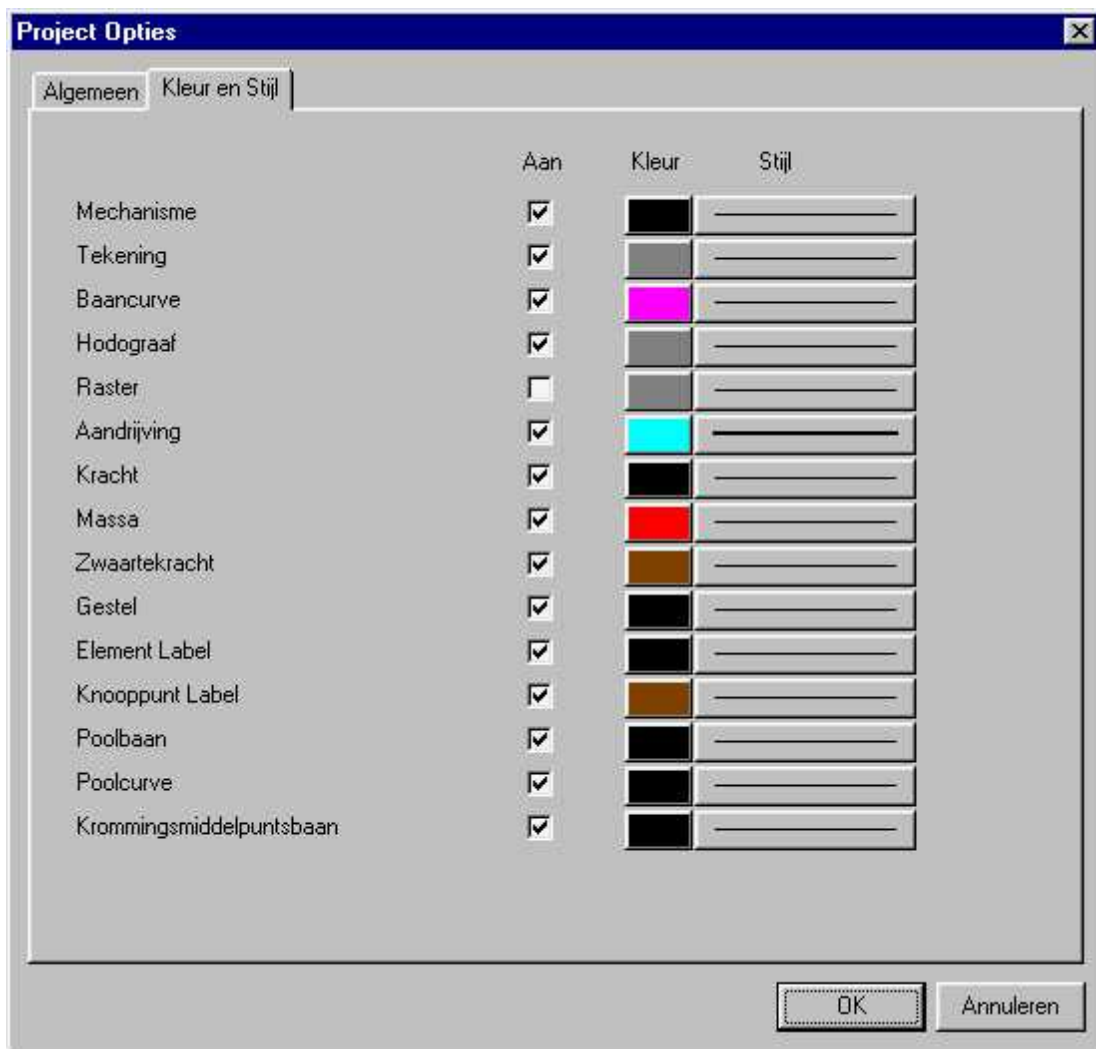 Project Opties
Algemeen Kleur en Stijl
Aan Kleur Stijl
Mechanisme
Tekening
Baancurve
Hodograaf
Raster
Aandrijving
Kracht
Massa
Zwaartekracht
Gestel
Element Label
Knooppunt Label
Poolbaan
Poolcurve
Krommingsmiddelpuntsbaan
OK Annuleren